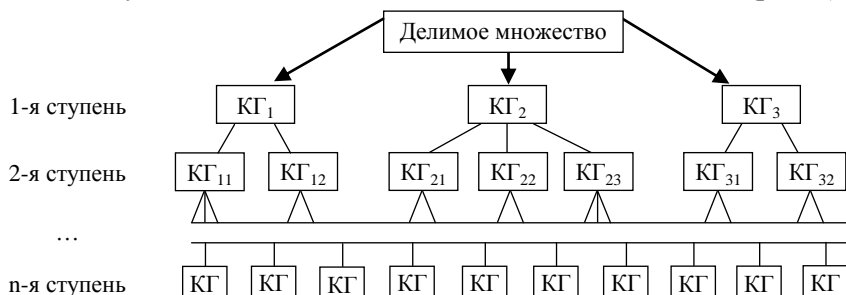 Делимое множество
1-я ступень КГ₁ КГ₂ КГ₃
2-я ступень КГ₁₁ КГ₁₂ КГ₂₁ КГ₂₂ КГ₂₃ КГ₃₁ КГ₃₂
…
n-я ступень КГ КГ КГ КГ КГ КГ КГ КГ КГ КГ